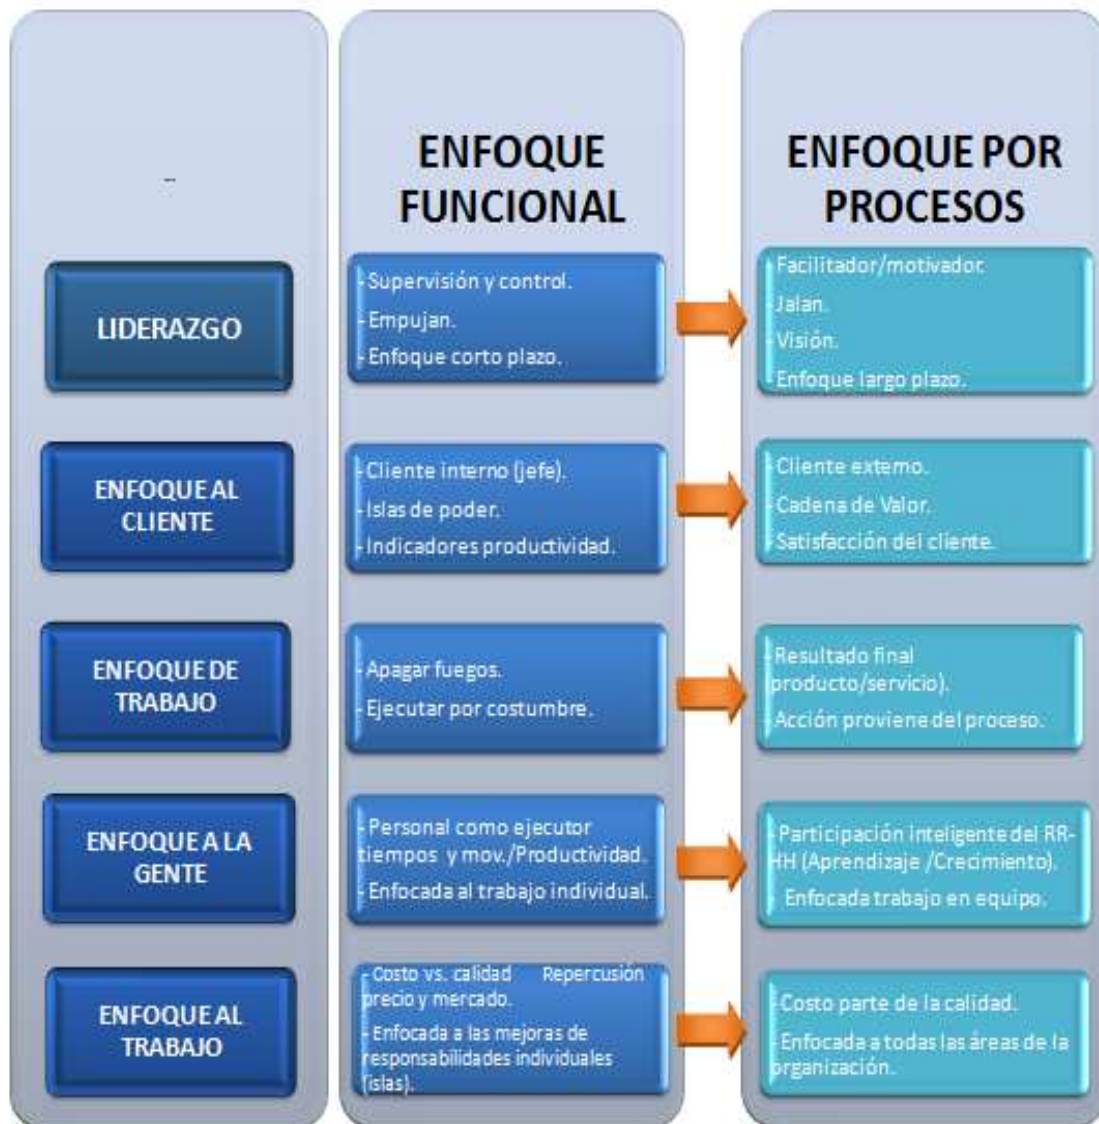 --
ENFOQUE
FUNCIONAL
ENFOQUE POR
PROCESOS
LIDERAZGO
- Supervisión y control.
- Empujan.
- Enfoque corto plazo.
- Facilitador/motivador.
- Jalan.
- Visión.
- Enfoque largo plazo.
ENFOQUE AL
CLIENTE
- Cliente interno (jefe).
- Islas de poder.
- Indicadores productividad.
- Cliente externo.
- Cadena de Valor.
- Satisfacción del cliente.
ENFOQUE DE
TRABAJO
- Apagar fuegos.
- Ejecutar por costumbre.
- Resultado final
producto/servicio).
- Acción proviene del proceso.
ENFOQUE A LA
GENTE
- Personal como ejecutor
tiempos y mov./Productividad.
- Enfocada al trabajo individual.
- Participación inteligente del RR-
HH (Aprendizaje /Crecimiento).
Enfocada trabajo en equipo.
ENFOQUE AL
TRABAJO
- Costo vs. calidad Repercusión
precio y mercado.
- Enfocada a las mejoras de
responsabilidades individuales
(islas).
- Costo parte de la calidad.
- Enfocada a todas las áreas de la
organización.